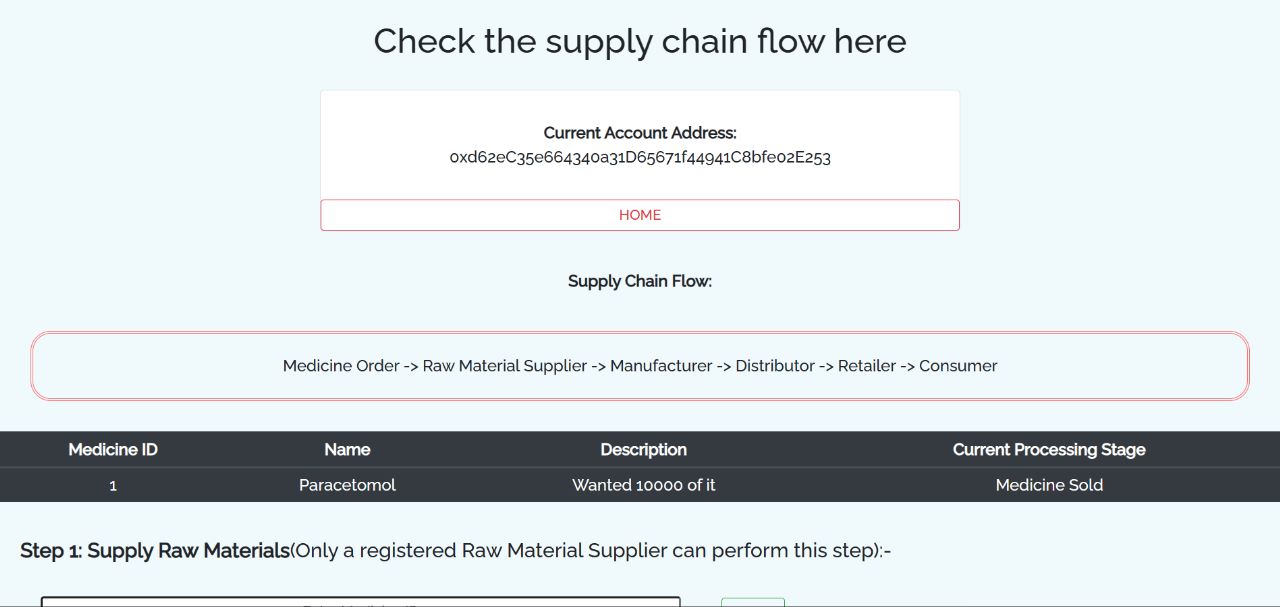 Check the supply chain flow here
Current Account Address:
0xd62eC35e664340a31D65671f44941C8bfe02E253
HOME
Supply Chain Flow:
Medicine Order -> Raw Material Supplier -> Manufacturer -> Distributor -> Retailer -> Consumer
Medicine ID Name Description Current Processing Stage
1 Paracetomol Wanted 10000 of it Medicine Sold
Step 1: Supply Raw Materials(Only a registered Raw Material Supplier can perform this step):-